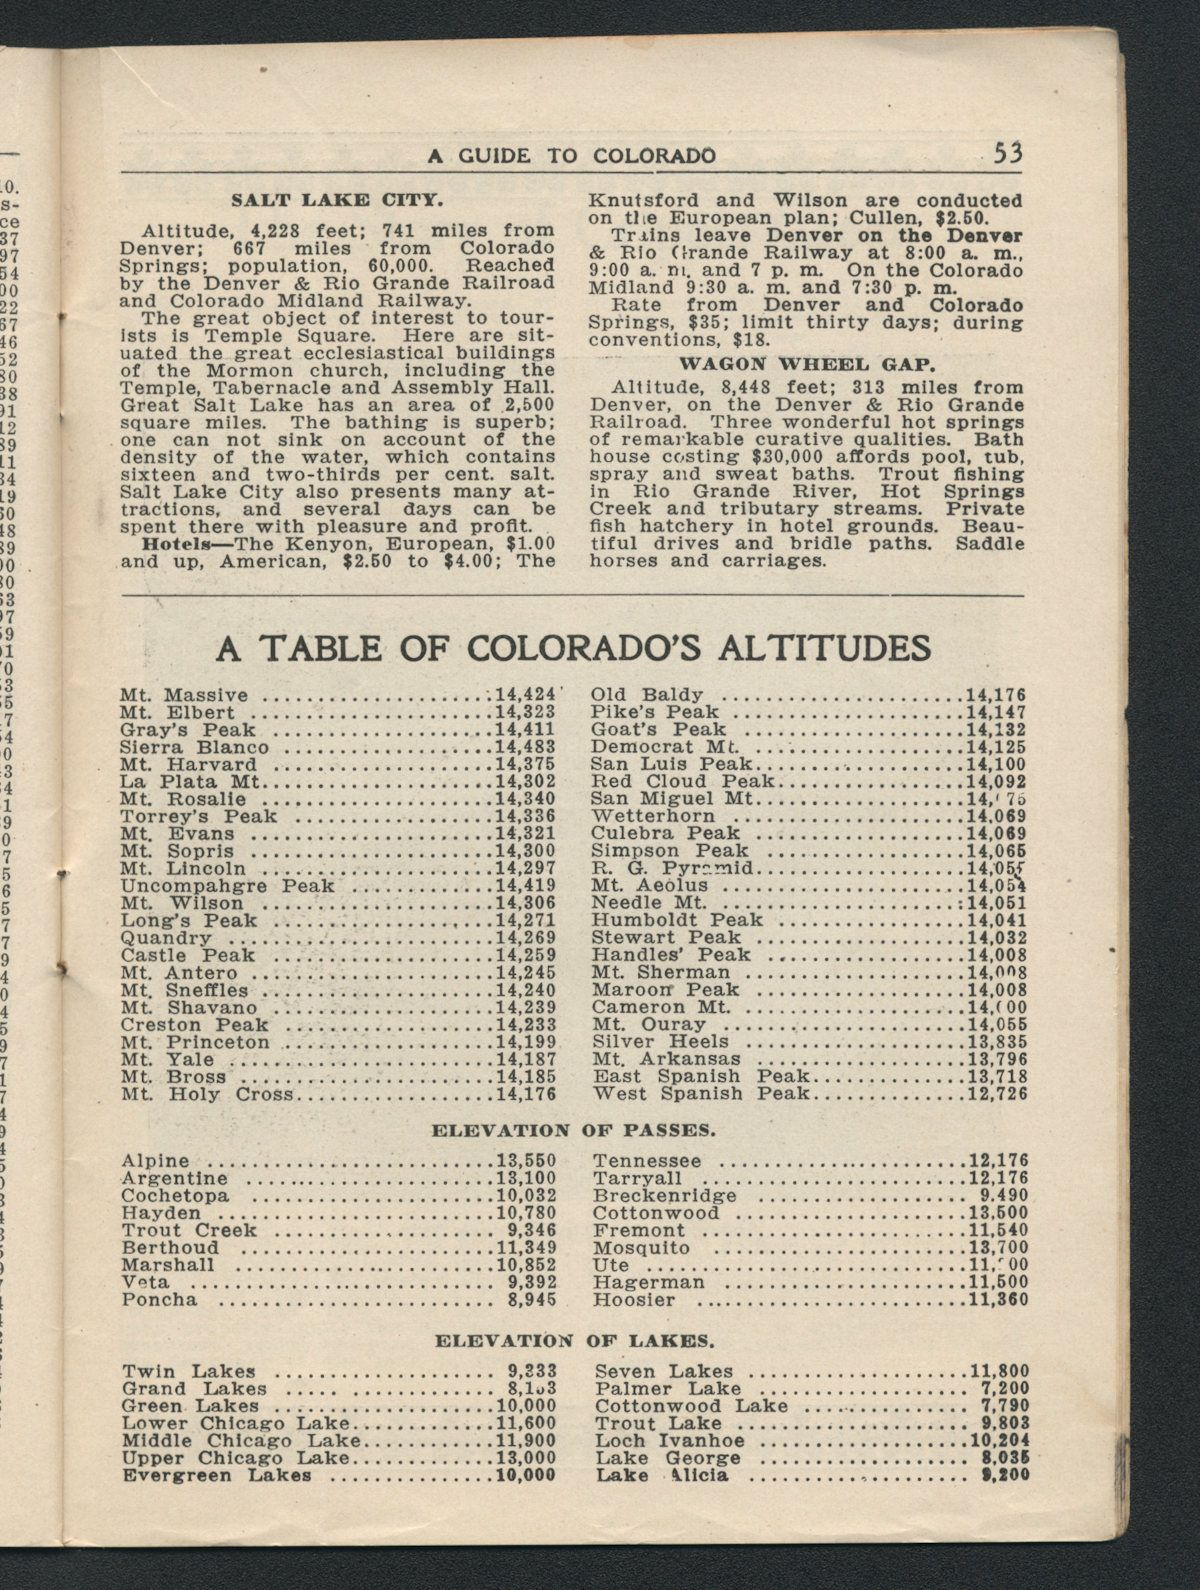 A GUIDE TO COLORADO 53
SALT LAKE CITY.
Altitude, 4,228 feet; 741 miles from
Denver; 667 miles from Colorado
Springs; population, 60,000. Reached
by the Denver & Rio Grande Railroad
and Colorado Midland Railway.
The great object of interest to tour-
ists is Temple Square. Here are sit-
uated the great ecclesiastical buildings
of the Mormon church, including the
Temple, Tabernacle and Assembly Hall.
Great Salt Lake has an area of 2,500
square miles. The bathing is superb;
one can not sink on account of the
density of the water, which contains
sixteen and two-thirds per cent. salt.
Salt Lake City also presents many at-
tractions, and several days can be
spent there with pleasure and profit.
Hotels—The Kenyon, European, $1.00
and up, American, $2.50 to $4.00; The
Knutsford and Wilson are conducted
on the European plan; Cullen, $2.50.
Trains leave Denver on the Denver
& Rio Grande Railway at 8:00 a. m.,
9:00 a. m. and 7 p. m. On the Colorado
Midland 9:30 a. m. and 7:30 p. m.
Rate from Denver and Colorado
Springs, $35; limit thirty days; during
conventions, $18.
WAGON WHEEL GAP.
Altitude, 8,448 feet; 313 miles from
Denver, on the Denver & Rio Grande
Railroad. Three wonderful hot springs
of remarkable curative qualities. Bath
house costing $30,000 affords pool, tub,
spray and sweat baths. Trout fishing
in Rio Grande River, Hot Springs
Creek and tributary streams. Private
fish hatchery in hotel grounds. Beau-
tiful drives and bridle paths. Saddle
horses and carriages.
A TABLE OF COLORADO'S ALTITUDES
Mt. Massive 14,424
Mt. Elbert 14,323
Gray's Peak 14,411
Sierra Blanco 14,483
Mt. Harvard 14,375
La Plata Mt. 14,302
Mt. Rosalie 14,340
Torrey's Peak 14,336
Mt. Evans 14,321
Mt. Sopris 14,300
Mt. Lincoln 14,297
Uncompahgre Peak 14,419
Mt. Wilson 14,306
Long's Peak 14,271
Quandry 14,269
Castle Peak 14,259
Mt. Antero 14,245
Mt. Sneffles 14,240
Mt. Shavano 14,239
Creston Peak 14,233
Mt. Princeton 14,199
Mt. Yale 14,187
Mt. Bross 14,185
Mt. Holy Cross 14,176
Old Baldy 14,176
Pike's Peak 14,147
Goat's Peak 14,132
Democrat Mt. 14,125
San Luis Peak 14,100
Red Cloud Peak 14,092
San Miguel Mt.
Wetterhorn 14,069
Culebra Peak 14,069
Simpson Peak 14,065
R. G. Pyramid 14,055
Mt. Aeolus 14,054
Needle Mt. 14,051
Humboldt Peak 14,041
Stewart Peak 14,032
Handles' Peak 14,008
Mt. Sherman 14,008
Maroon Peak 14,008
Cameron Mt. 14,000
Mt. Ouray 14,055
Silver Heels 13,835
Mt. Arkansas 13,796
East Spanish Peak 13,718
West Spanish Peak 12,726
ELEVATION OF PASSES.
Alpine 13,550
Argentine 13,100
Cochetopa 10,032
Hayden 10,780
Trout Creek 9,346
Berthoud 11,349
Marshall 10,852
Veta 9,392
Poncha 8,945
Tennessee 12,176
Tarryall 12,176
Breckenridge 9.490
Cottonwood 13,500
Fremont 11,540
Mosquito 13,700
Ute
Hagerman 11,500
Hoosier 11,360
ELEVATION OF LAKES.
Twin Lakes 9,333
Grand Lakes
Green Lakes 10,000
Lower Chicago Lake 11,600
Middle Chicago Lake 11,900
Upper Chicago Lake 13,000
Evergreen Lakes 10,000
Seven Lakes 11,800
Palmer Lake 7,200
Cottonwood Lake 7,790
Trout Lake 9,803
Loch Ivanhoe 10,204
Lake George 8,035
Lake Alicia 9,200